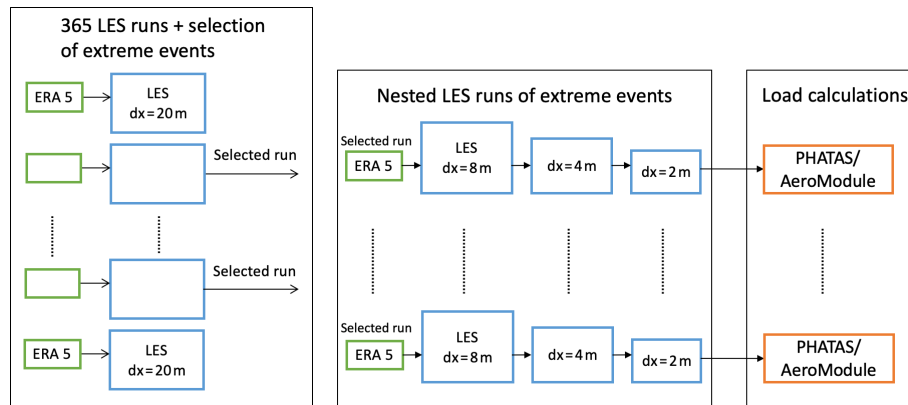 365 LES runs + selection
of extreme events
ERA 5
LES
dx=20m
Selected run
Selected run
ERA 5
LES
dx=20m
Nested LES runs of extreme events
Selected run
ERA 5
LES
dx=8m
dx=4m
dx=2m
Selected run
ERA 5
LES
dx=8m
dx=4m
dx=2m
Load calculations
PHATAS/
AeroModule
PHATAS/
AeroModule